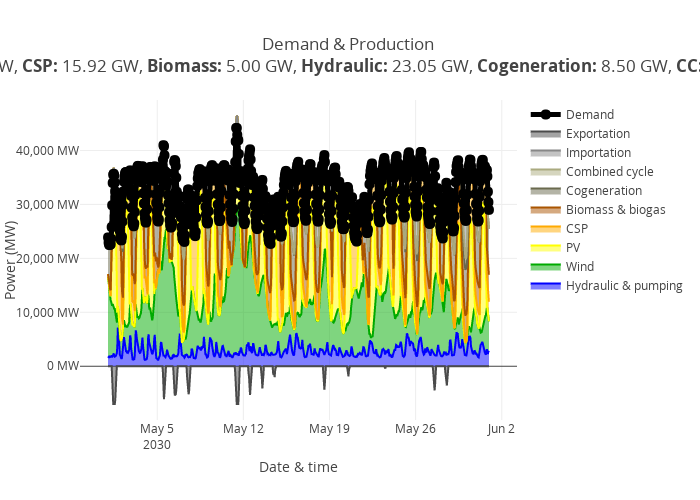 Demand & Production
W, CSP: 15.92 GW, Biomass: 5.00 GW, Hydraulic: 23.05 GW, Cogeneration: 8.50 GW, CC:
Demand
Exportation
Importation
Combined cycle
Cogeneration
Biomass & biogas
CSP
PV
Wind
Hydraulic & pumping
40,000 MW
30,000 MW
20,000 MW
10,000 MW
0 MW
Power (MW)
May 5 May 12 May 19 May 26 Jun 2
2030
Date & time